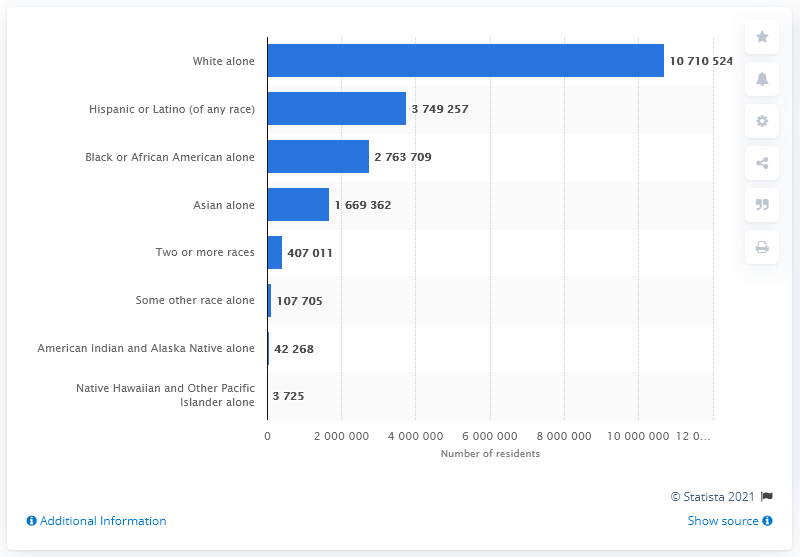 White alone
10 710 524
Hispanic or Latino (of any race)
3 749 257
Black or African American alone
2 763 709
Asian alone
1 669 362
Two or more races
407 011
Some other race alone
107 705
American Indian and Alaska Native alone
42 268
Native Hawaiian and Other Pacific
Islander alone
3 725
0 2 000 000 4 000 000 6 000 000 8 000 000 10 000 000 12 0…
Number of residents
© Statista 2021
Additional Information
Show source